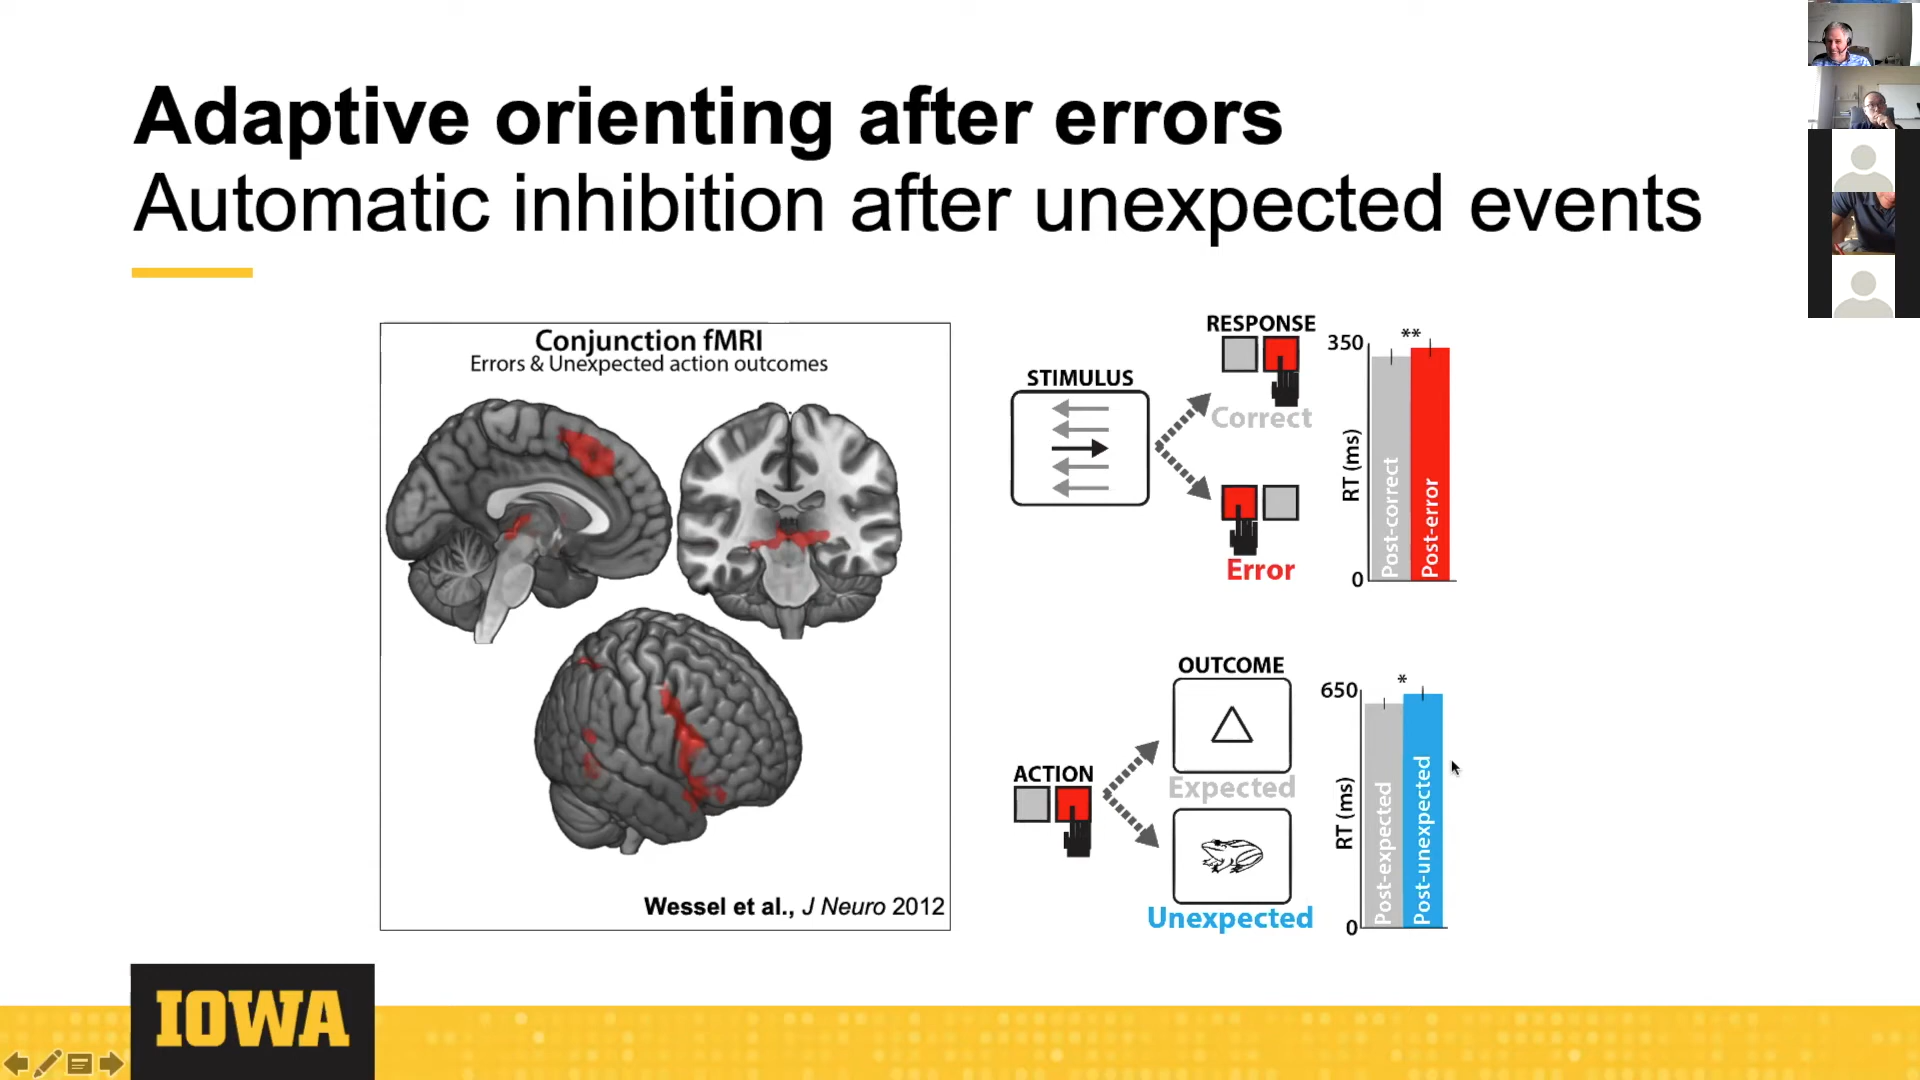 Adaptive orienting after errors
Automatic inhibition after unexpected events
Conjunction fMRI
Errors & Unexpected action outcomes
Wessel et al., J Neuro 2012
STIMULUS
RESPONSE
Correct
Error
350
**
RT (ms)
Post-correct
Post-error
0
ACTION
OUTCOME
Expected
Unexpected
650
*
RT (ms)
Post-expected
Post-unexpected
0
IOWA